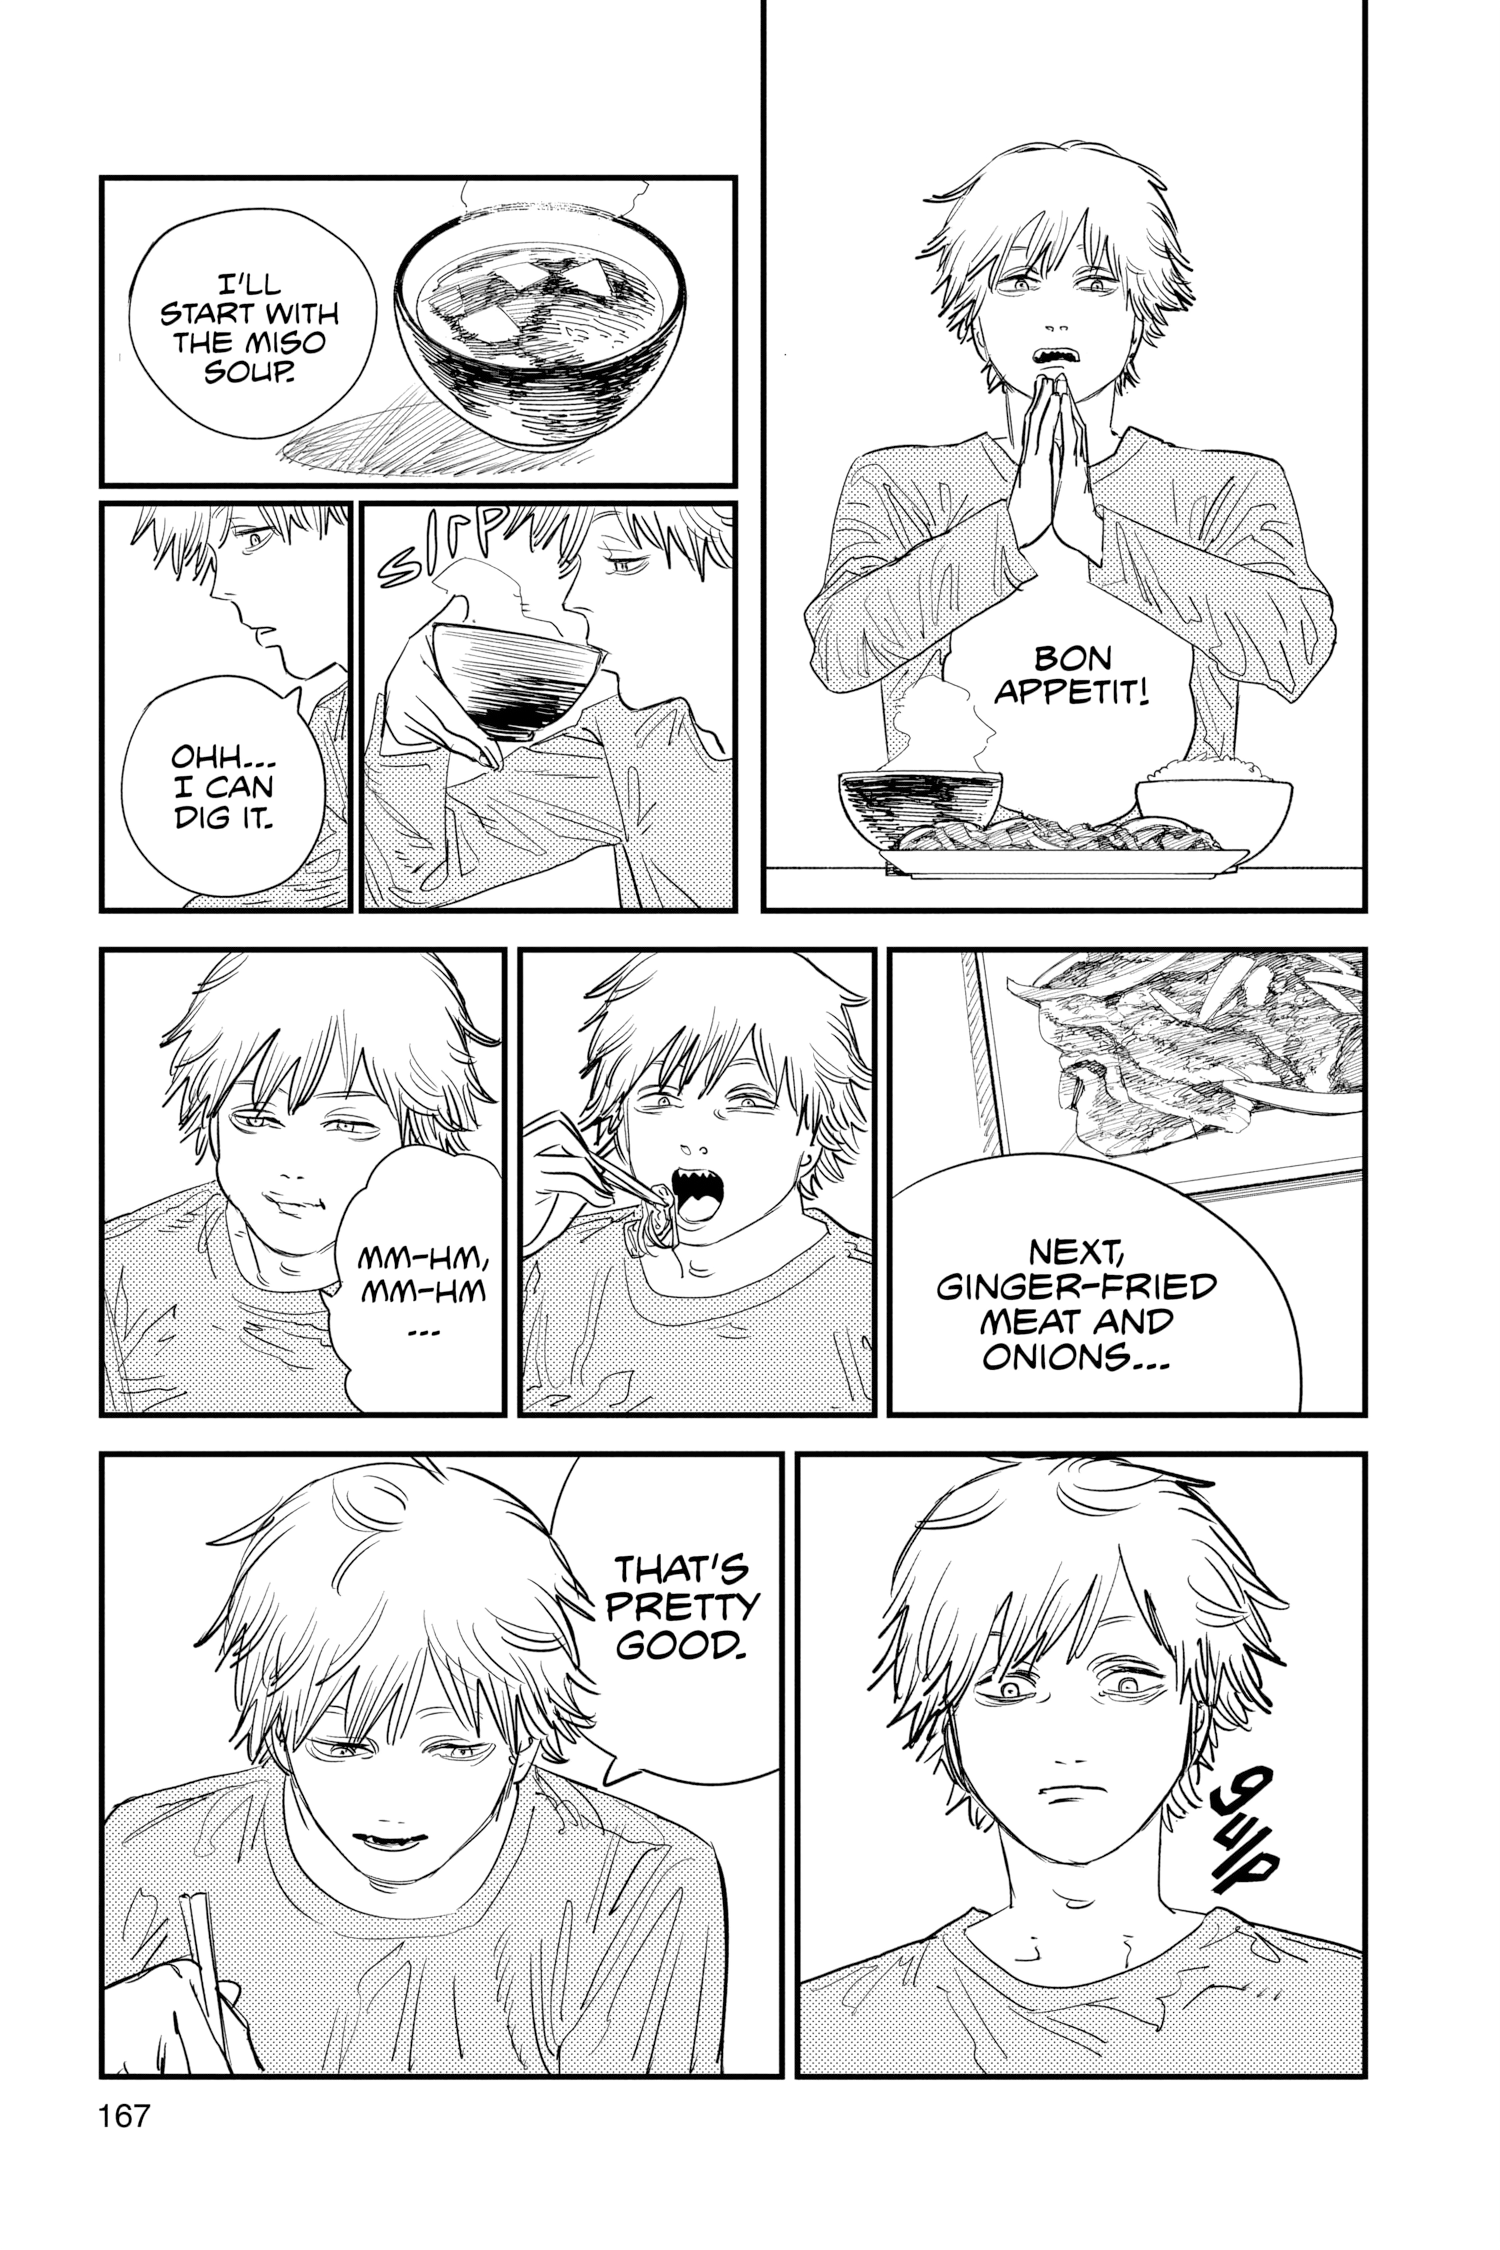 BON
APPETIT!
I'LL
START WITH
THE MISO
SOUP.
SLRP
OHH...
I CAN
DIG IT.
NEXT,
GINGER-FRIED
MEAT AND
ONIONS...
MM-HM,
MM-HM
...
GULP
THAT'S
PRETTY
GOOD.
167